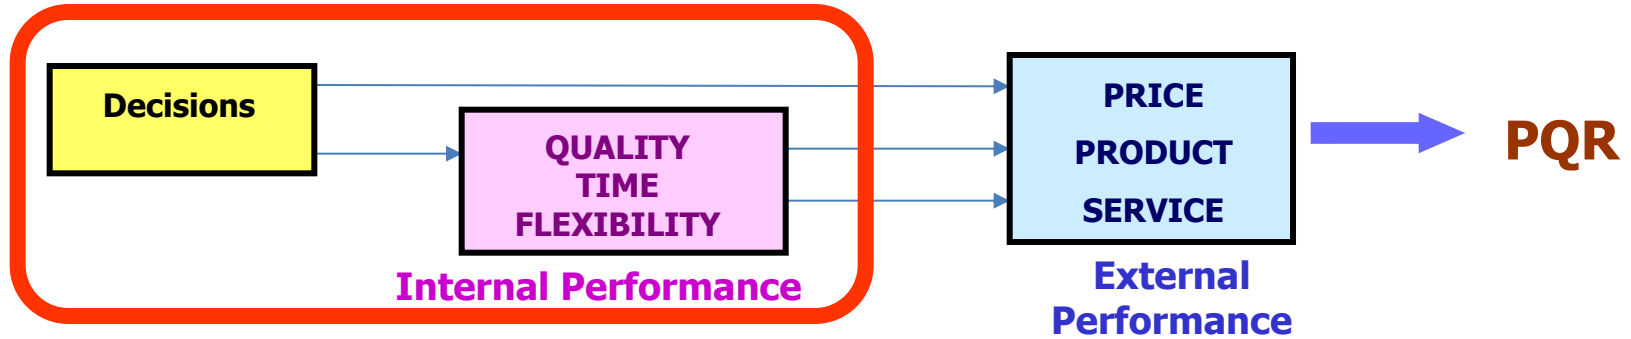 Decisions
QUALITY
TIME
FLEXIBILITY
Internal Performance
PRICE
PRODUCT
SERVICE
External
Performance
PQR